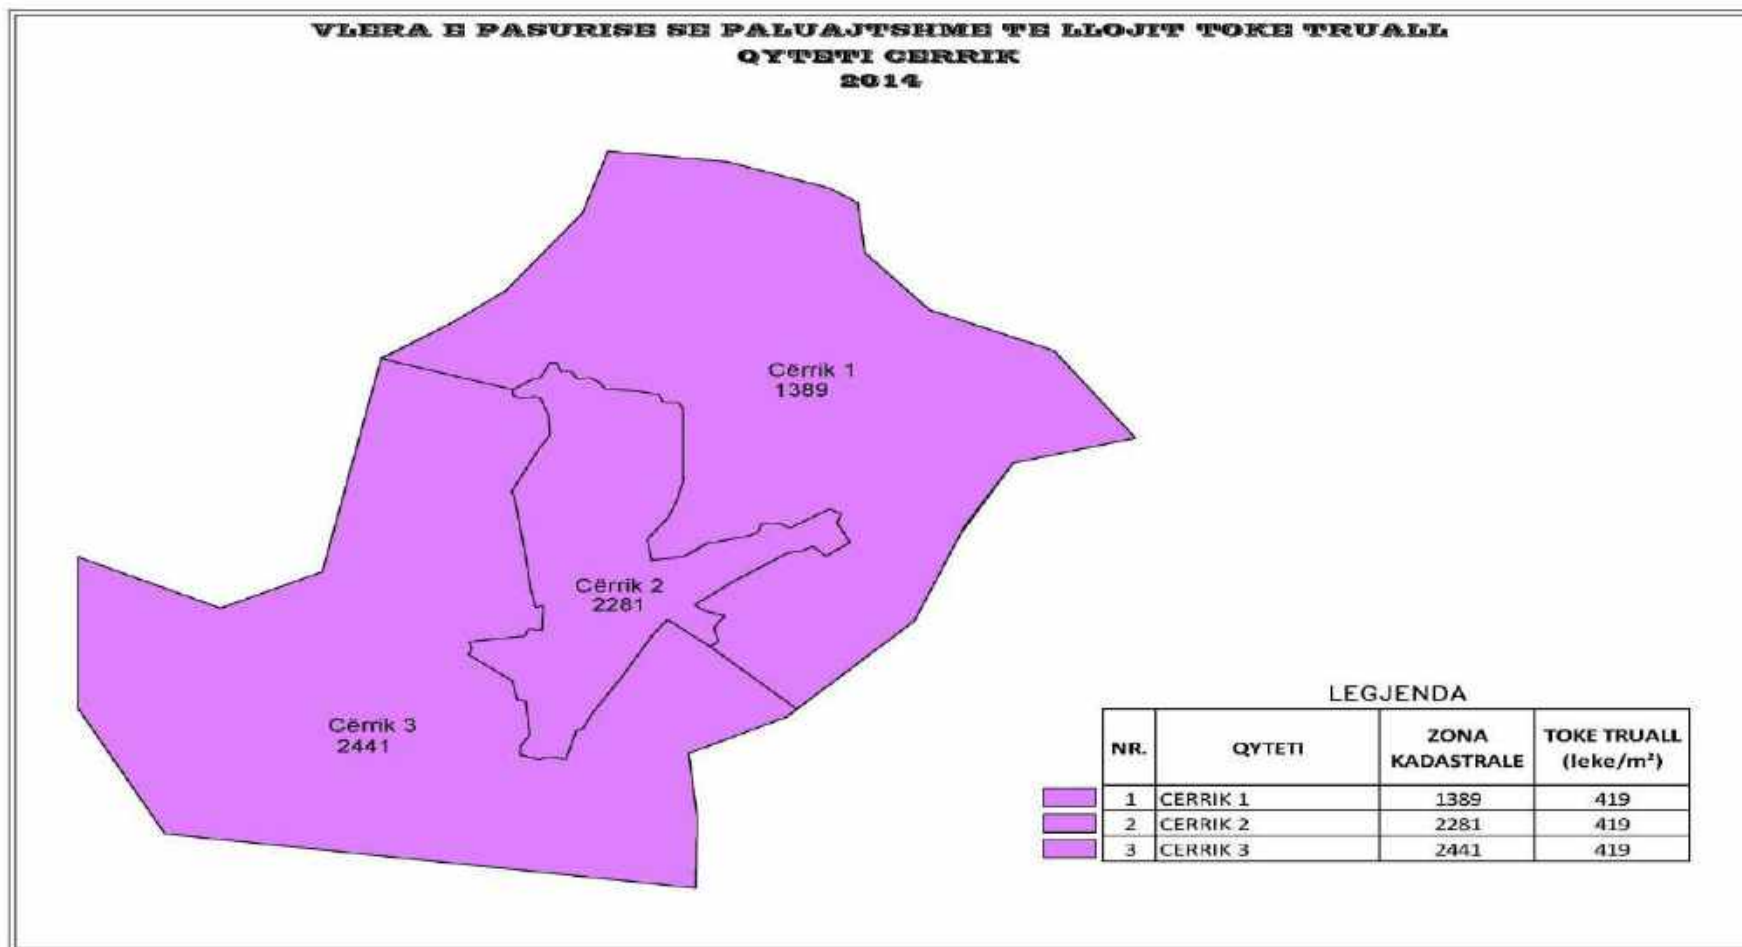 VLERA E PASURISE SE PALUAJTSHME TE LLOJIT TOKE TRUALL
QYTETI CERRIK
2014
Cërrik 1
1389
Cërrik 2
2281
Cërrik 3
2441
LEGJENDA
NR. QYTETI ZONA KADASTRALE TOKE TRUALL (leke/m²)
1 CERRIK 1 1389 419
2 CERRIK 2 2281 419
3 CERRIK 3 2441 419